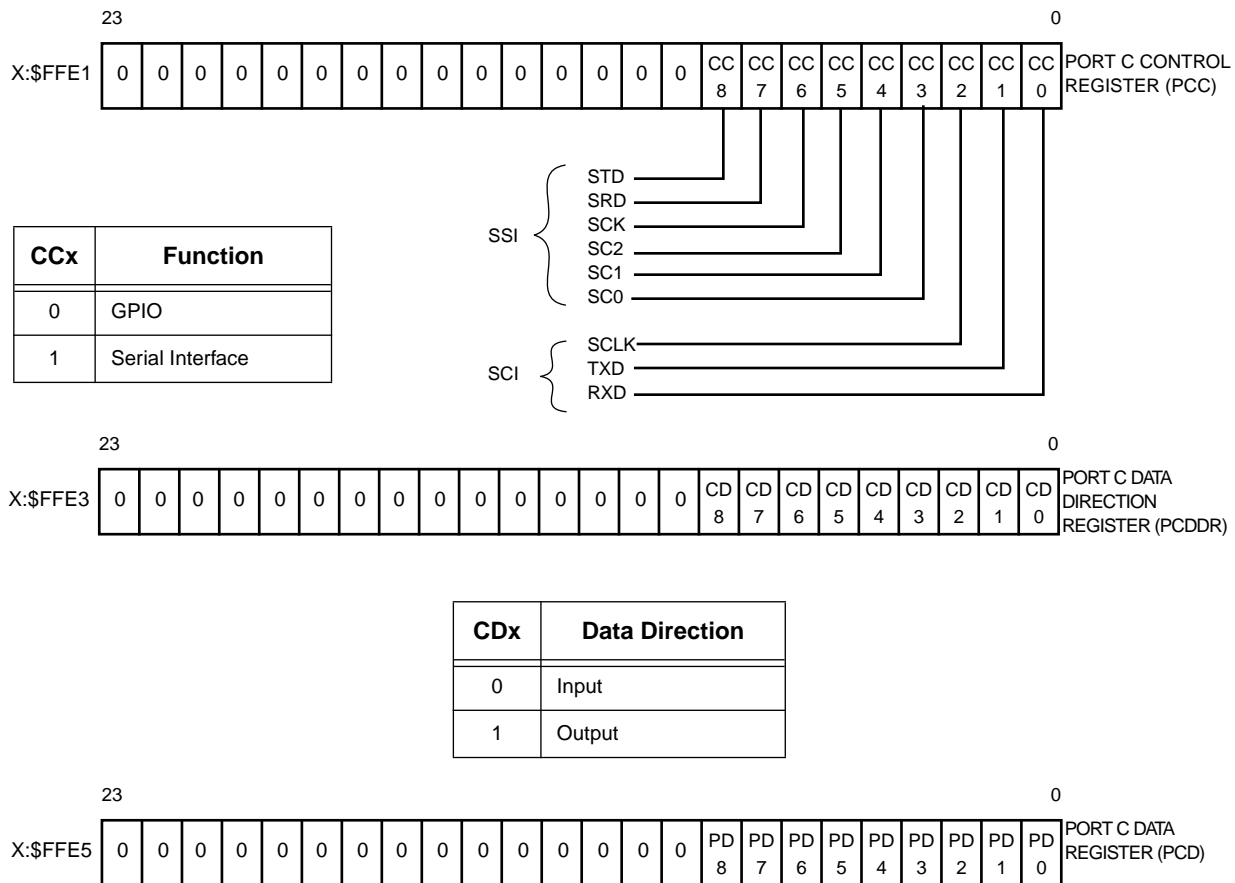 23 0
X:$FFE1 0 0 0 0 0 0 0 0 0 0 0 0 0 0 0 CC 8 CC 7 CC 6 CC 5 CC 4 CC 3 CC 2 CC 1 CC 0 PORT C CONTROL
REGISTER (PCC)
SSI
STD
SRD
SCK
SC2
SC1
SC0
CCx Function
0 GPIO
1 Serial Interface
SCI
SCLK
TXD
RXD
23 0
X:$FFE3 0 0 0 0 0 0 0 0 0 0 0 0 0 0 0 CD 8 CD 7 CD 6 CD 5 CD 4 CD 3 CD 2 CD 1 CD 0 PORT C DATA
DIRECTION
REGISTER (PCDDR)
CDx Data Direction
0 Input
1 Output
23 0
X:$FFE5 0 0 0 0 0 0 0 0 0 0 0 0 0 0 0 PD 8 PD 7 PD 6 PD 5 PD 4 PD 3 PD 2 PD 1 PD 0 PORT C DATA
REGISTER (PCD)